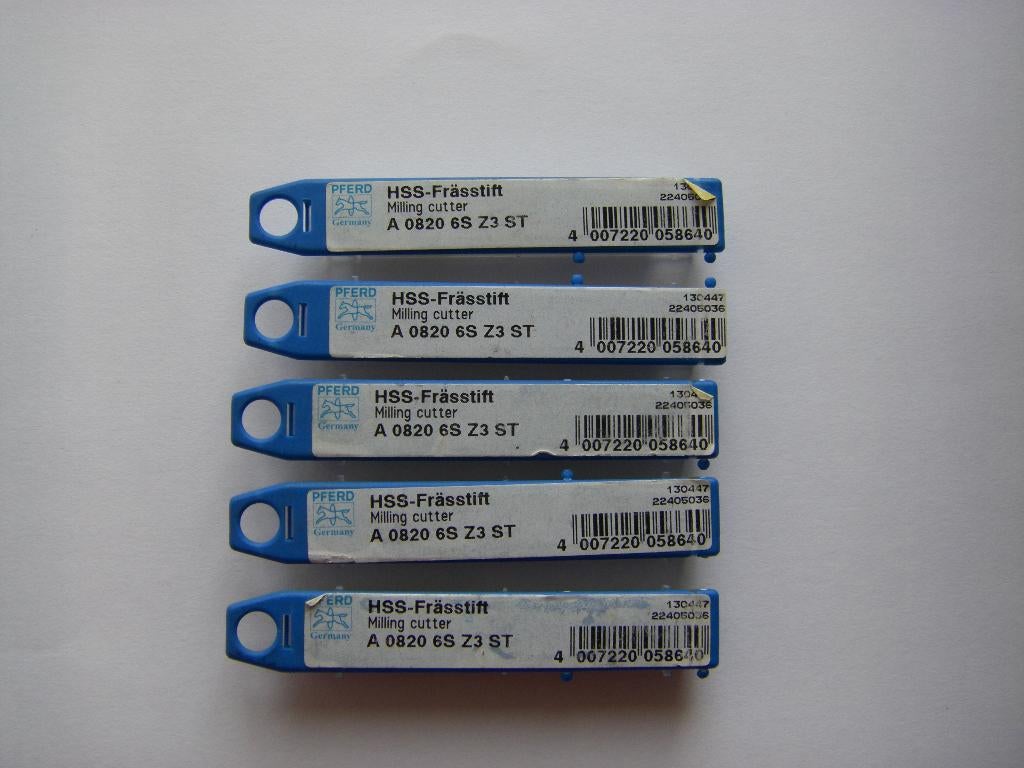 PFERD
Germany
HSS-Frässtift
Milling cutter
A 0820 6S Z3 ST
4 007220 058640
PFERD
Germany
HSS-Frässtift
Milling cutter
A 0820 6S Z3 ST
130447
22405036
4 007220 058640
PFERD
Germany
HSS-Frässtift
Milling cutter
A 0820 6S Z3 ST
22405036
4 007220 058640
PFERD
Germany
HSS-Frässtift
Milling cutter
A 0820 6S Z3 ST
130447
22405036
4 007220 058640
ERD
Germany
HSS-Frässtift
Milling cutter
A 0820 6S Z3 ST
130447
22405036
4 007220 058640